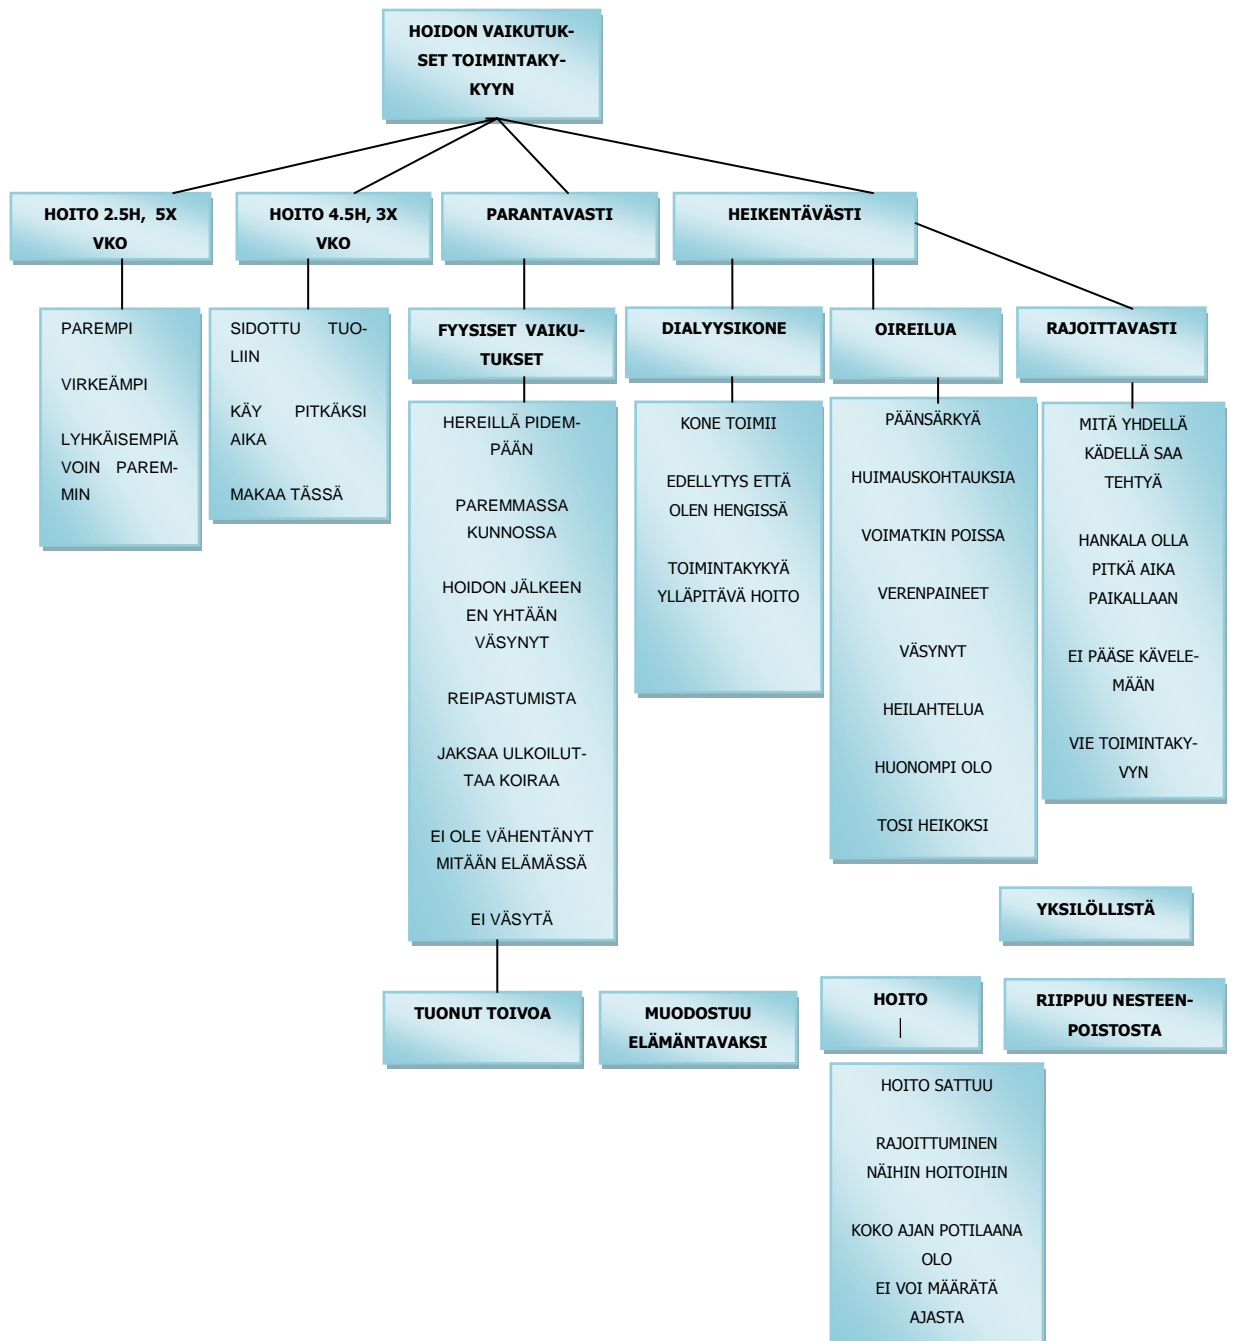 HOIDON VAIKUTUK-
SET TOIMINTAKY-
KYYN
HOITO 2.5H, 5X
VKO
HOITO 4.5H, 3X
VKO
PARANTAVASTI
HEIKENTÄVÄSTI
PAREMPI
VIRKEÄMPI
LYHKÄISEMPIÄ
VOIN PAREM-
MIN
SIDOTTU TUO-
LIIN
KÄY PITKÄKSI
AIKA
MAKAA TÄSSÄ
FYYSISET VAIKU-
TUKSET
DIALYYSIKONE
OIREILUA
RAJOITTAVASTI
HEREILLÄ PIDEM-
PÄÄN
PAREMMASSA
KUNNOSSA
HOIDON JÄLKEEN
EN YHTÄÄN
VÄSYNYT
REIPASTUMISTA
JAKSAA ULKOILUT-
TAA KOIRAA
EI OLE VÄHENTÄNYT
MITÄÄN ELÄMÄSSÄ
EI VÄSYTÄ
KONE TOIMII
EDELLYTYS ETTÄ
OLEN HENGISSÄ
TOIMINTAKYKYÄ
YLLÄPITÄVÄ HOITO
PÄÄNSÄRKYÄ
HUIMAUSKOHTAUKSIA
VOIMATKIN POISSA
VERENPAINEET
VÄSYNYT
HEILAHTELUA
HUONOMPI OLO
TOSI HEIKOKSI
MITÄ YHDELLÄ
KÄDELLÄ SAA
TEHTYÄ
HANKALA OLLA
PITKÄ AIKA
PAIKALLAAN
EI PÄÄSE KÄVELE-
MÄÄN
VIE TOIMINTAKY-
VYN
YKSILÖLLISTÄ
TUONUT TOIVOA
MUODOSTUU
ELÄMÄNTAVAKSI
HOITO
RIIPPUU NESTEEN-
POISTOSTA
HOITO SATTUU
RAJOITTUMINEN
NÄIHIN HOITOIHIN
KOKO AJAN POTILAANA
OLO
EI VOI MÄÄRÄTÄ
AJASTA